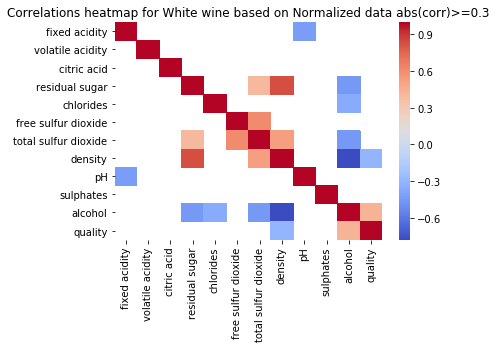 Correlations heatmap for White wine based on Normalized data abs(corr)>=0.3
fixed acidity
volatile acidity
citric acid
residual sugar
chlorides
free sulfur dioxide
total sulfur dioxide
density
pH
sulphates
alcohol
quality
fixed acidity
volatile acidity
citric acid
residual sugar
chlorides
free sulfur dioxide
total sulfur dioxide
density
pH
sulphates
alcohol
quality
0.9
0.6
0.3
0.0
−0.3
−0.6